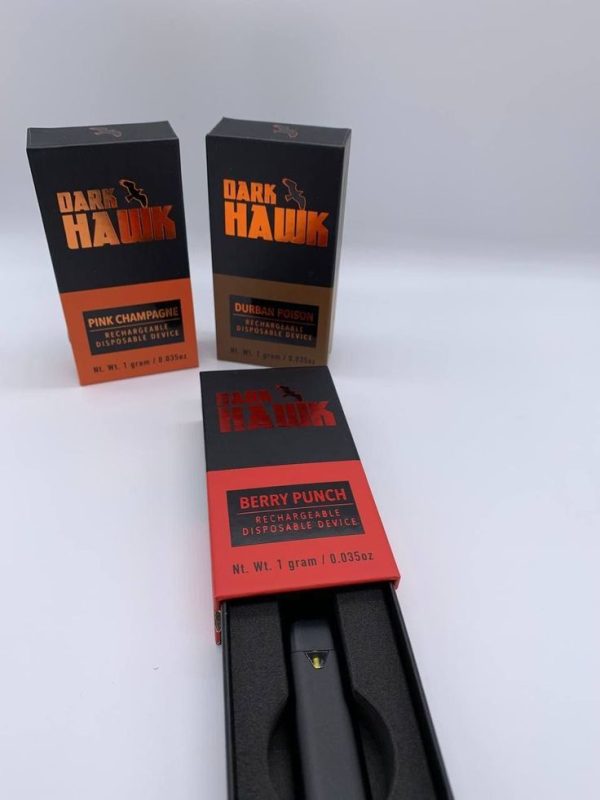 DARK
HAWK
PINK CHAMPAGNE
RECHARGEABLE
DISPOSABLE DEVICE
Nt. Wt. 1 gram / 0.035oz
DARK
HAWK
DURBAN POISON
RECHARGEABLE
DISPOSABLE DEVICE
Nt. Wt. 1 gram / 0.035oz
DARK
HAWK
BERRY PUNCH
RECHARGEABLE
DISPOSABLE DEVICE
Nt. Wt. 1 gram / 0.035oz